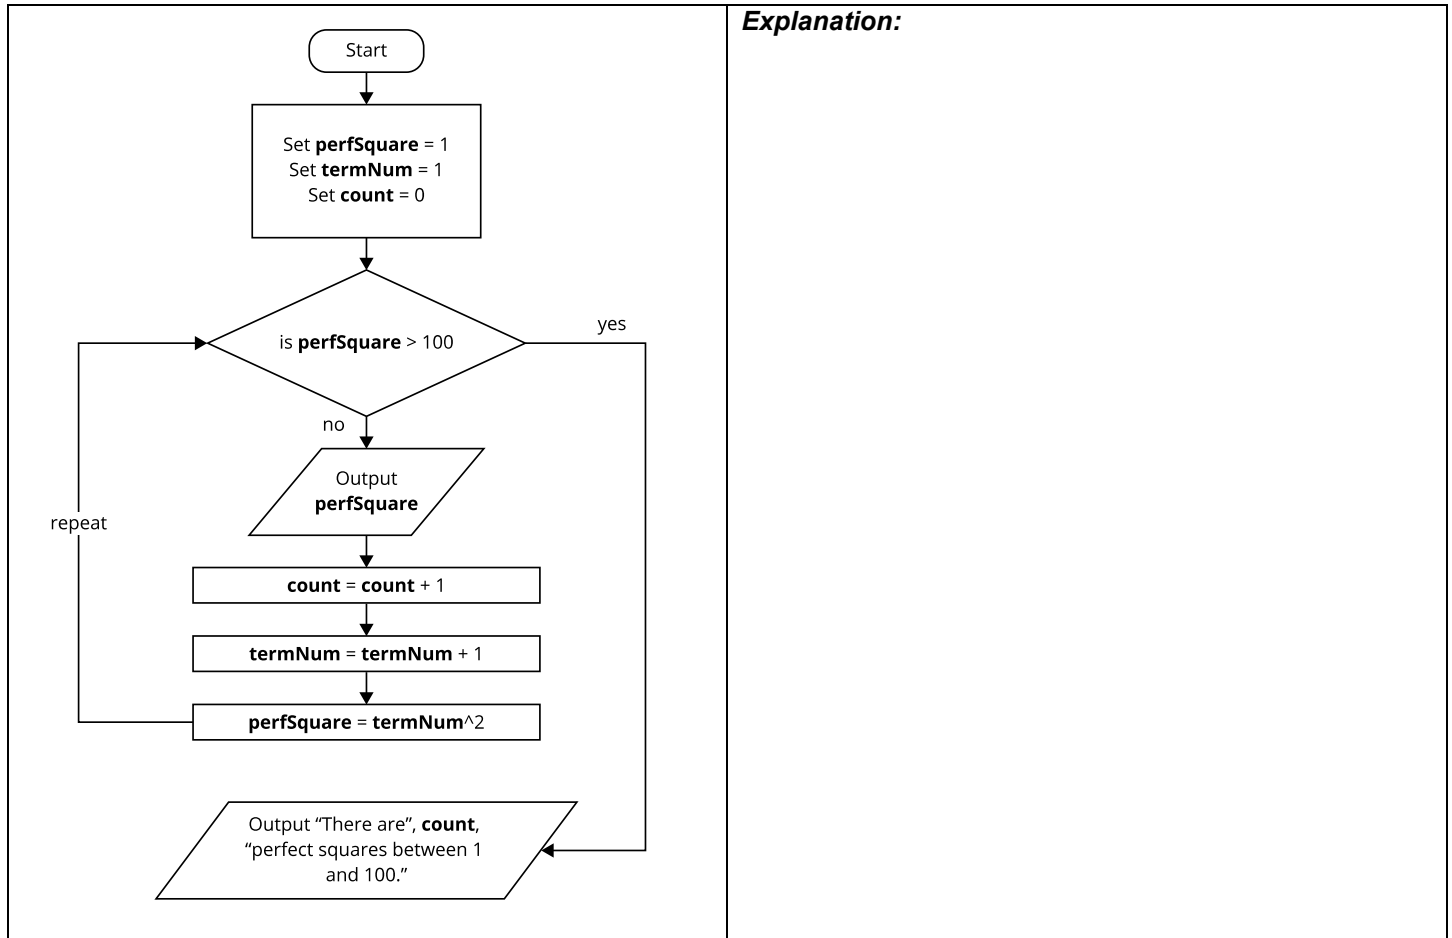 Explanation:
Start
Set perfSquare = 1
Set termNum = 1
Set count = 0
is perfSquare > 100
yes
no
Output
perfSquare
repeat
count = count + 1
termNum = termNum + 1
perfSquare = termNum^2
Output “There are”, count,
“perfect squares between 1
and 100.”